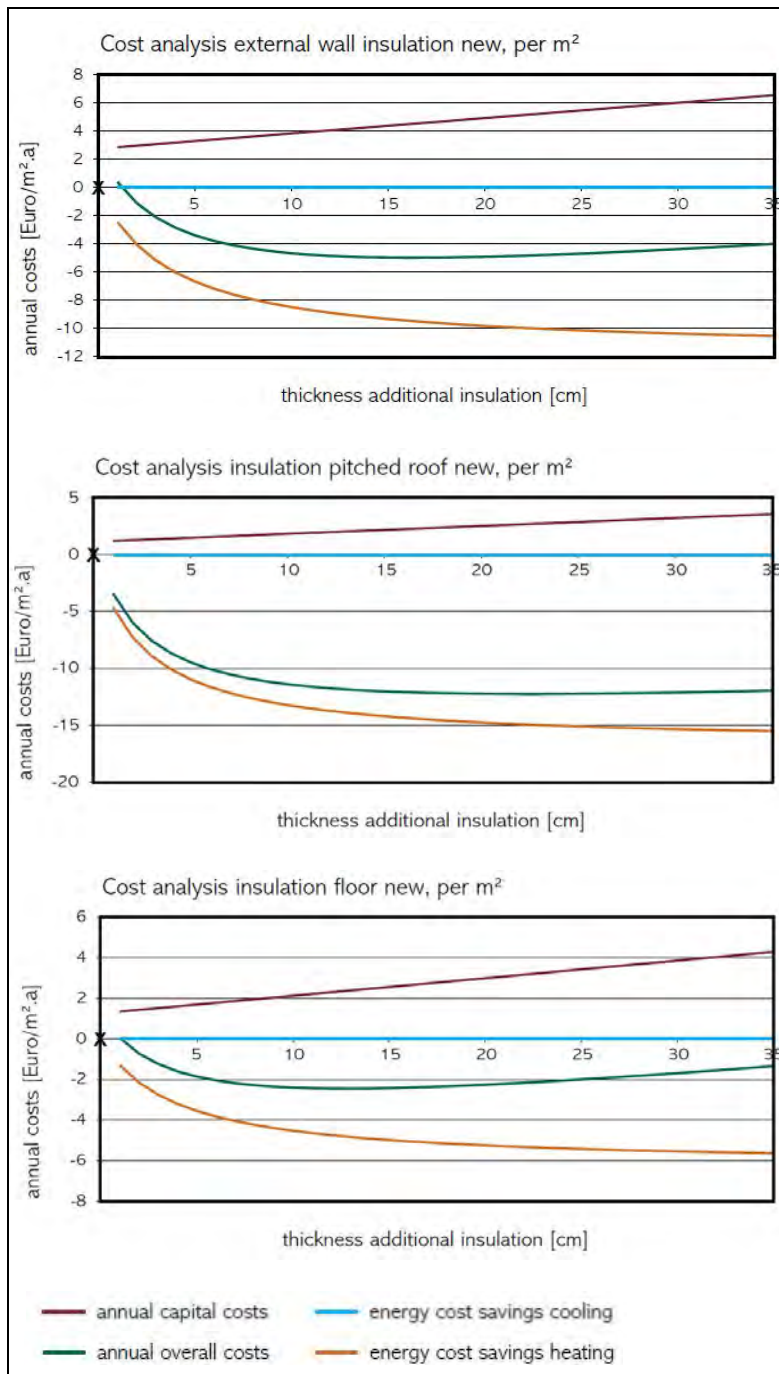 Cost analysis external wall insulation new, per m²
8
6
4
2
0
-2
-4
-6
-8
-10
-12
5 10 15 20 25 30 35
annual costs [Euro/m².a]
thickness additional insulation [cm]
Cost analysis insulation pitched roof new, per m²
5
0
-5
-10
-15
-20
5 10 15 20 25 30 35
annual costs [Euro/m².a]
thickness additional insulation [cm]
Cost analysis insulation floor new, per m²
6
4
2
0
-2
-4
-6
-8
5 10 15 20 25 30 35
annual costs [Euro/m².a]
thickness additional insulation [cm]
annual capital costs energy cost savings cooling
annual overall costs energy cost savings heating